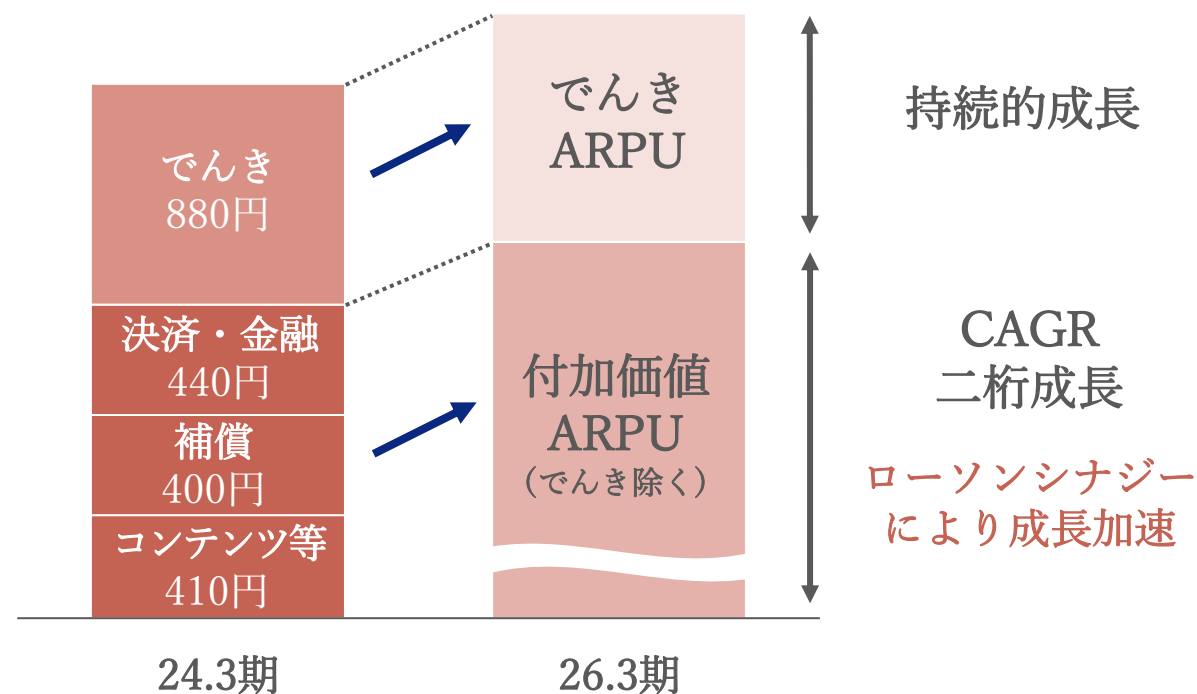 でんき
880円
決済・金融
440円
補償
400円
コンテンツ等
410円
24.3期
でんき
ARPU
付加価値
ARPU
（でんき除く）
26.3期
持続的成長
CAGR
二桁成長
ローソンシナジー
により成長加速